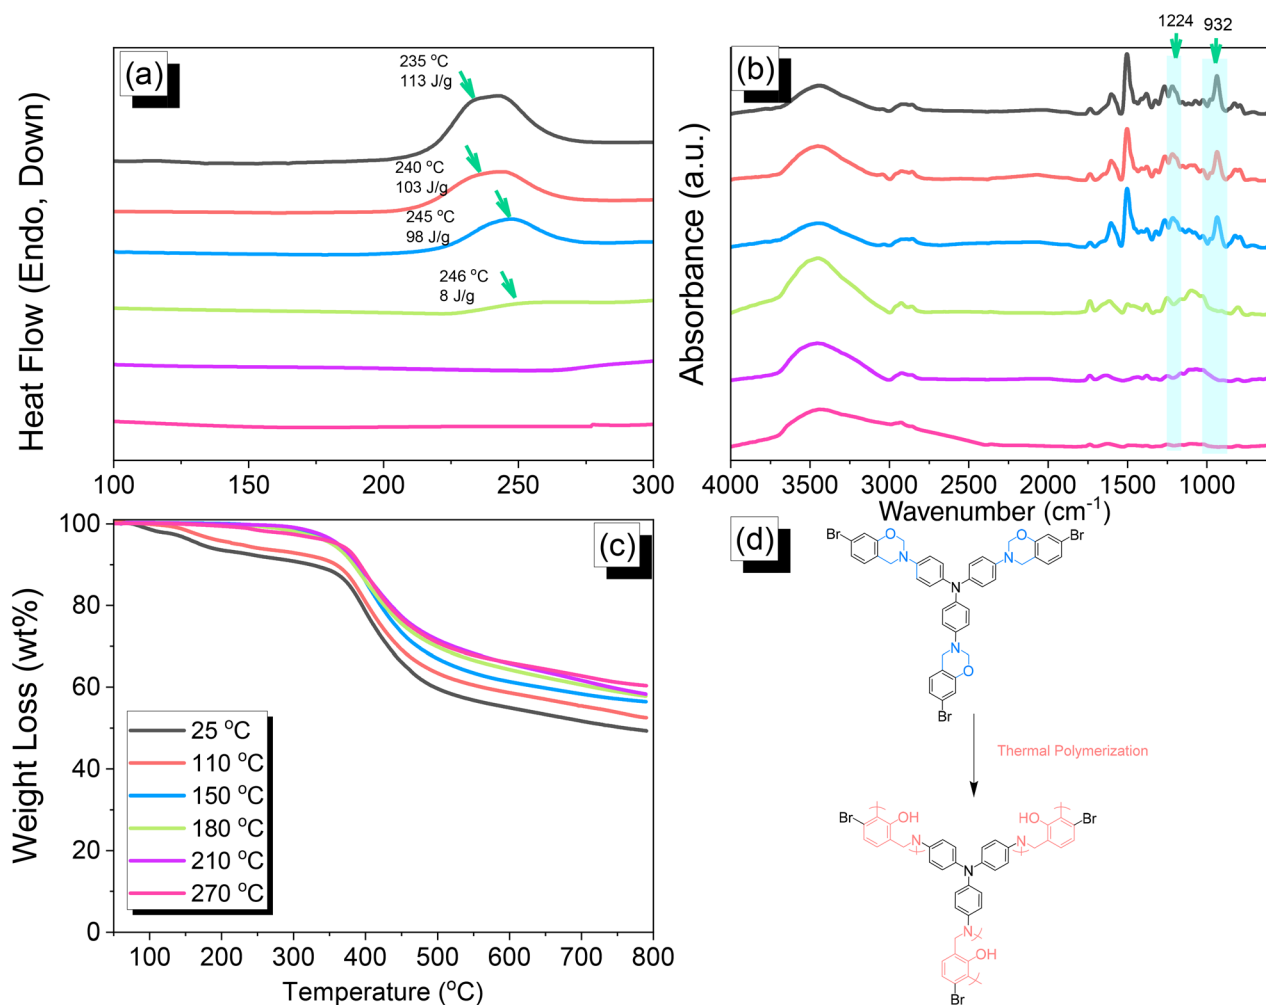 (a)
235 °C
113 J/g
240 °C
103 J/g
245 °C
98 J/g
246 °C
8 J/g
Heat Flow (Endo, Down)
100
150
200
250
300
(b)
1224
932
Absorbance (a.u.)
4000
3500
3000
2500
2000
1500
1000
Wavenumber (cm⁻¹)
(c)
Weight Loss (wt%)
100
80
60
40
20
0
25 °C
110 °C
150 °C
180 °C
210 °C
270 °C
100
200
300
400
500
600
700
800
Temperature (°C)
(d)
Br
O
N
N
O
N
Br
N
O
Br
Thermal Polymerization
Br
OH
N
HO
N
Br
N
N
OH
Br